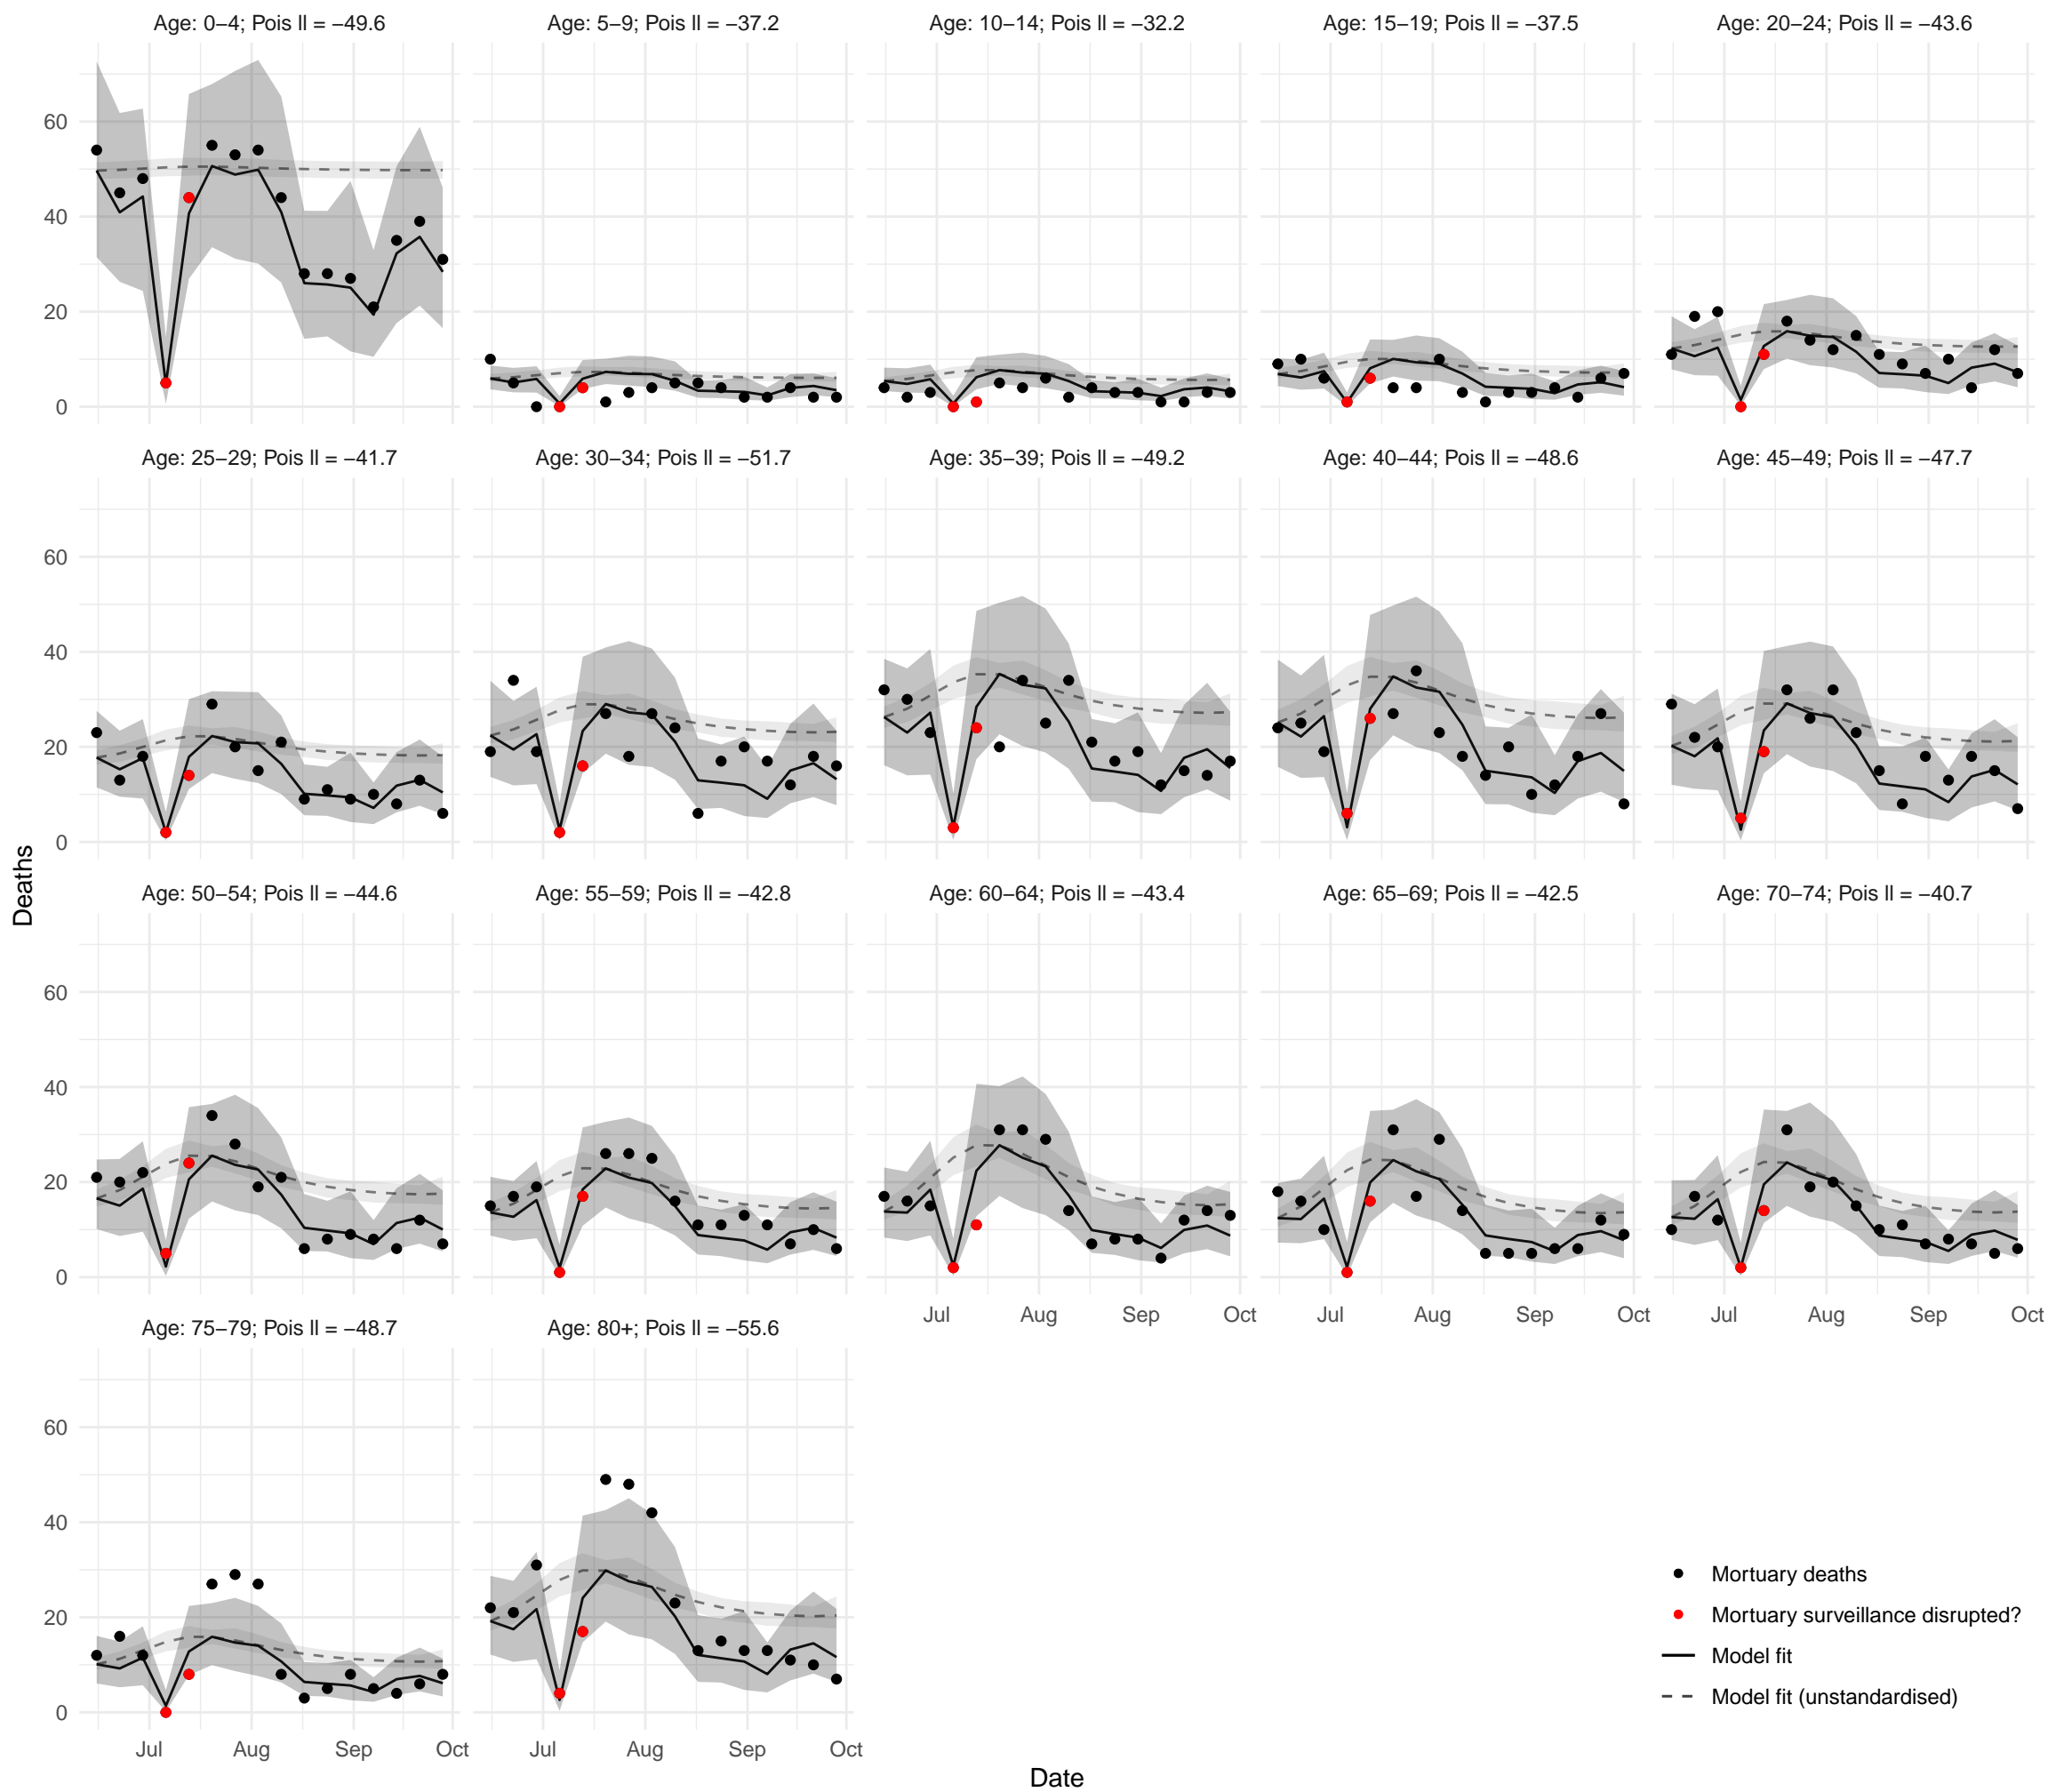 Age: 0−4; Pois ll = −49.6
Age: 5−9; Pois ll = −37.2
Age: 10−14; Pois ll = −32.2
Age: 15−19; Pois ll = −37.5
Age: 20−24; Pois ll = −43.6
60
40
20
0
Age: 25−29; Pois ll = −41.7
Age: 30−34; Pois ll = −51.7
Age: 35−39; Pois ll = −49.2
Age: 40−44; Pois ll = −48.6
Age: 45−49; Pois ll = −47.7
60
40
20
0
Deaths
Age: 50−54; Pois ll = −44.6
Age: 55−59; Pois ll = −42.8
Age: 60−64; Pois ll = −43.4
Age: 65−69; Pois ll = −42.5
Age: 70−74; Pois ll = −40.7
60
40
20
0
Jul Aug Sep Oct
Jul Aug Sep Oct
Jul Aug Sep Oct
Age: 75−79; Pois ll = −48.7
Age: 80+; Pois ll = −55.6
60
40
20
0
Jul Aug Sep Oct
Jul Aug Sep Oct
Mortuary deaths
Mortuary surveillance disrupted?
Model fit
Model fit (unstandardised)
Date